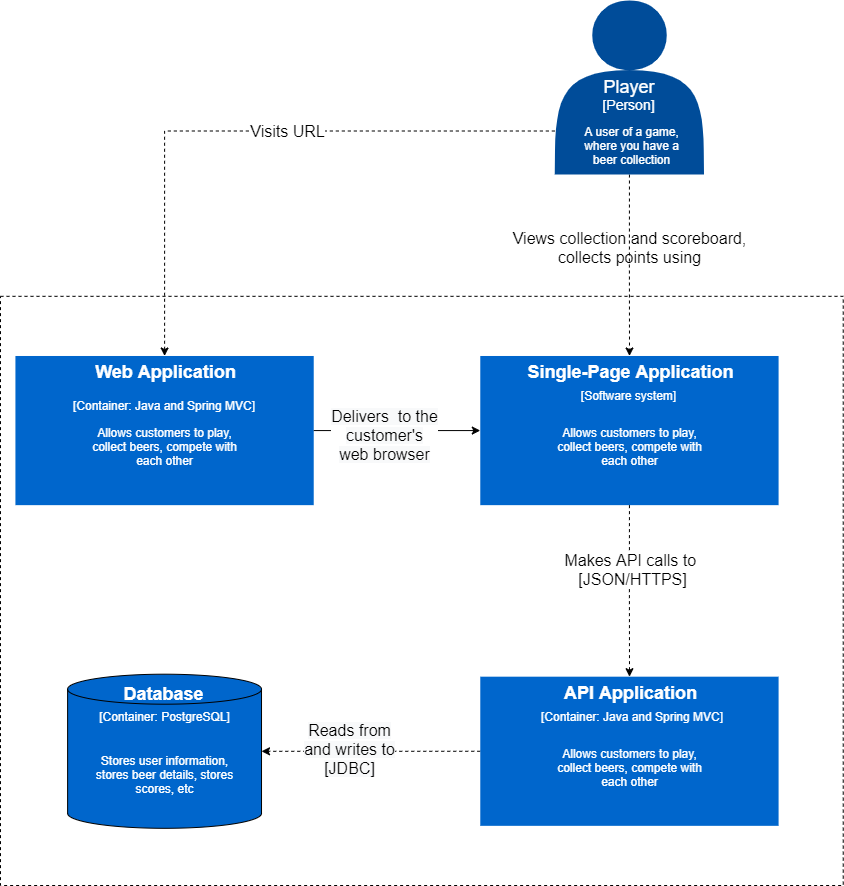 Player
[Person]
A user of a game,
where you have a
beer collection
Visits URL
Views collection and scoreboard,
collects points using
Web Application
[Container: Java and Spring MVC]
Allows customers to play,
collect beers, compete with
each other
Delivers  to the
customer's
web browser
Single-Page Application
[Software system]
Allows customers to play,
collect beers, compete with
each other
Makes API calls to
[JSON/HTTPS]
Database
[Container: PostgreSQL]
Stores user information,
stores beer details, stores
scores, etc
Reads from
and writes to
[JDBC]
API Application
[Container: Java and Spring MVC]
Allows customers to play,
collect beers, compete with
each other